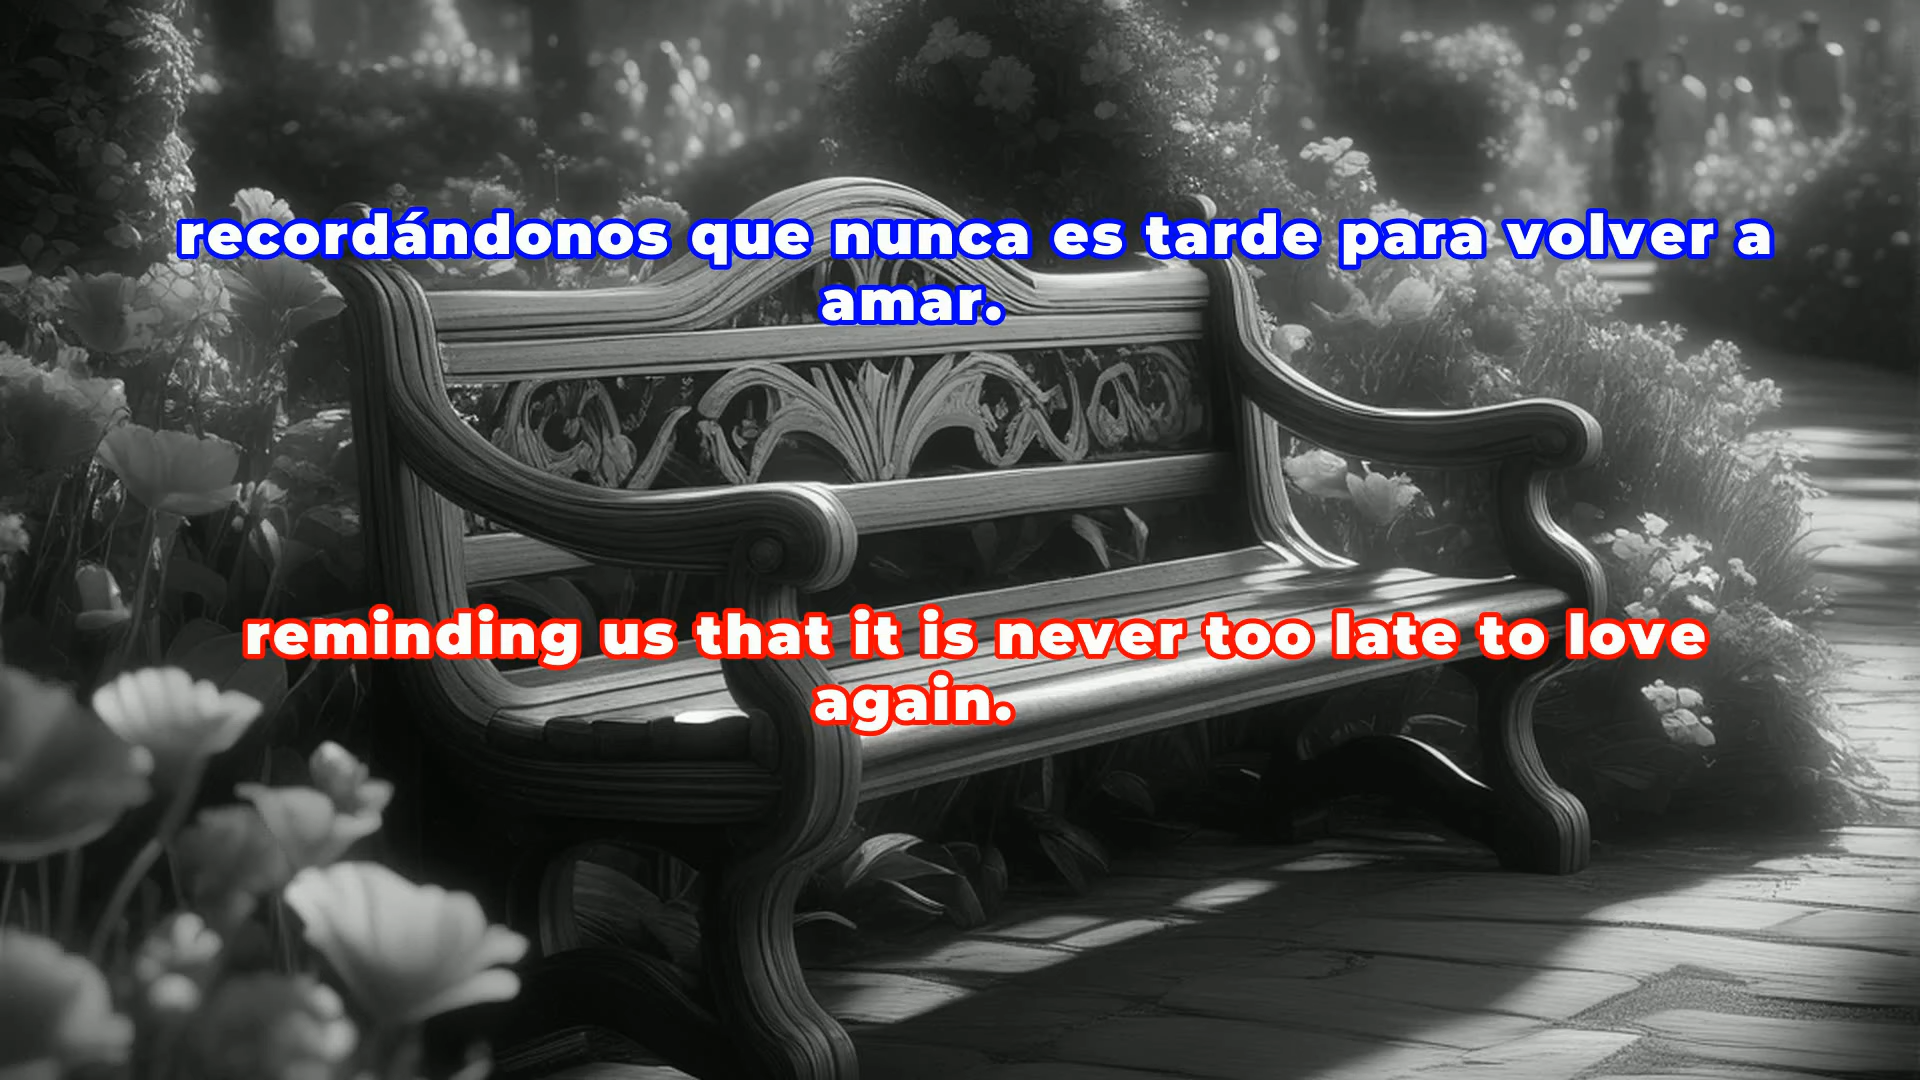 recordándonos que nunca es tarde para volver a
amar.
reminding us that it is never too late to love
again.